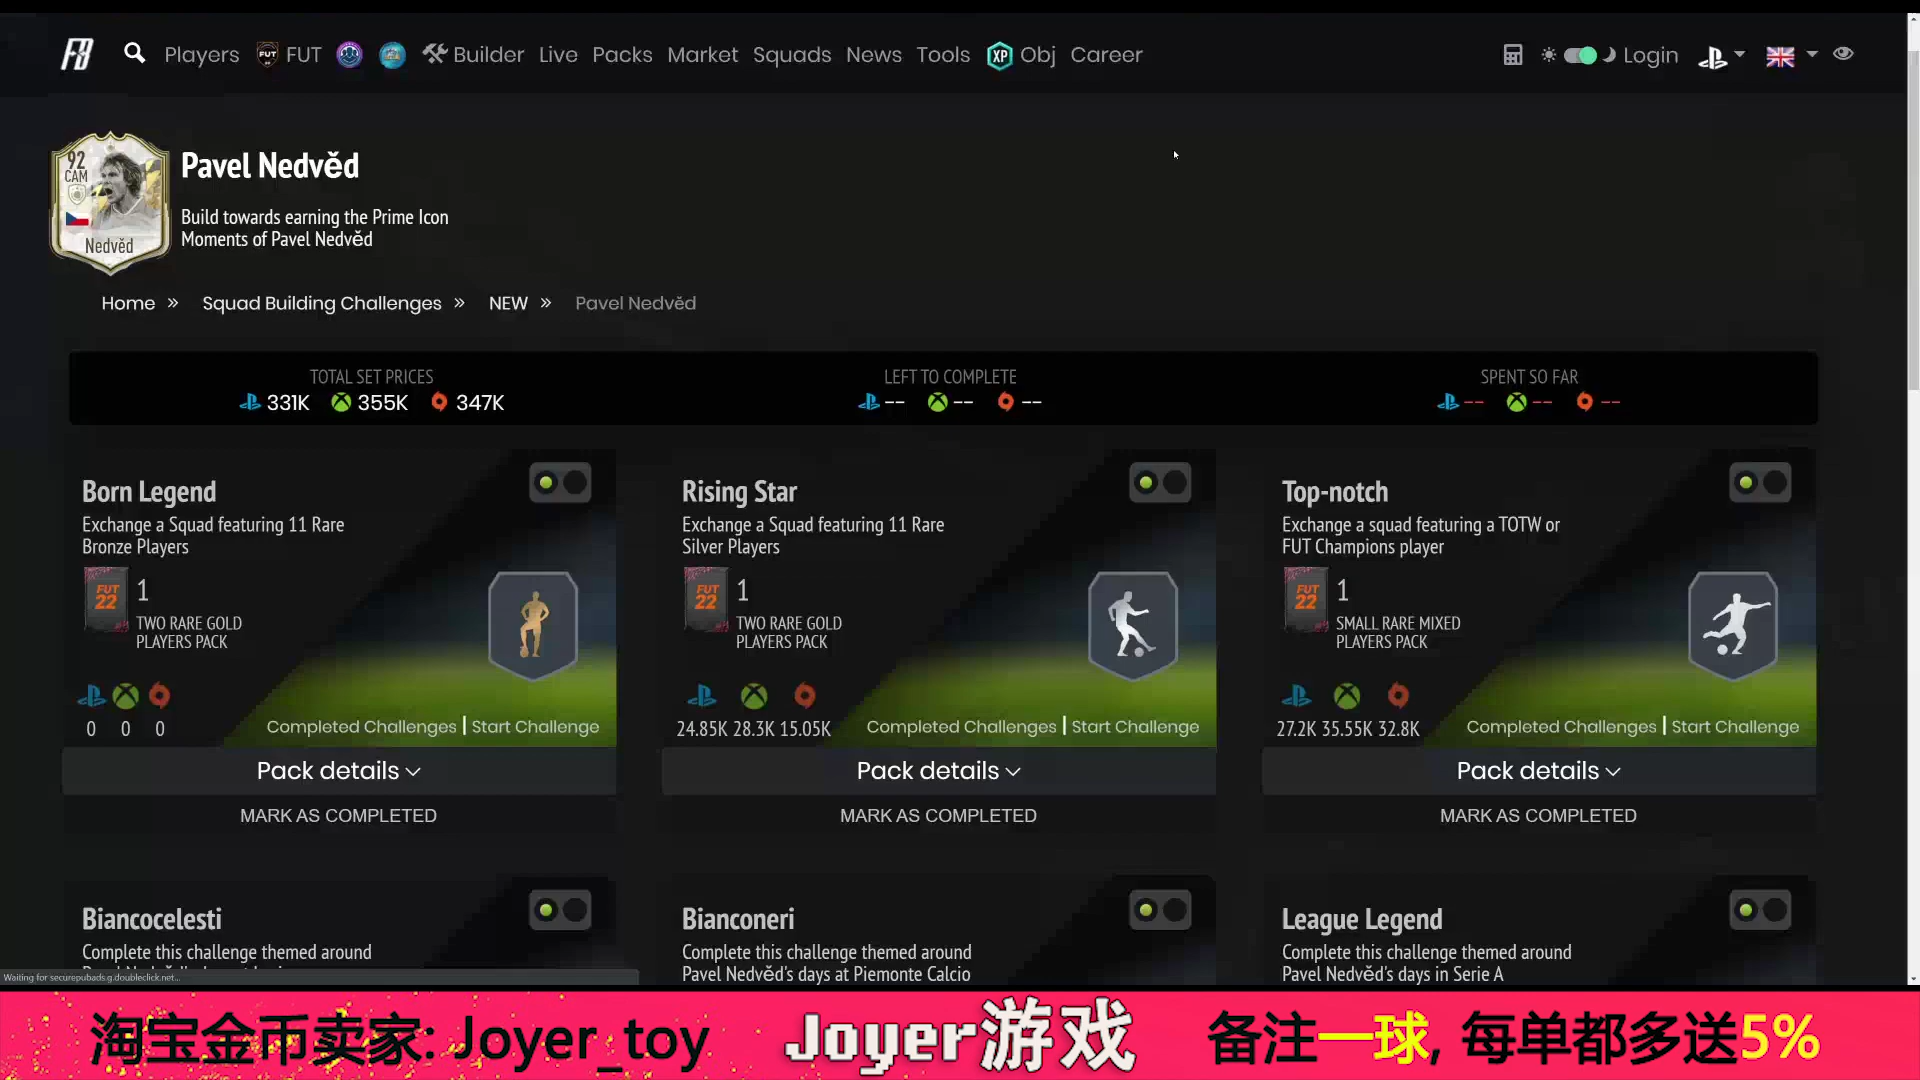 FB Players FUT Builder Live Packs Market Squads News Tools XP Obj Career Login
92
CAM
Nedvěd
Pavel Nedvěd
Build towards earning the Prime Icon
Moments of Pavel Nedvěd
Home » Squad Building Challenges » NEW » Pavel Nedvěd
TOTAL SET PRICES
331K 355K 347K
LEFT TO COMPLETE
-- -- --
SPENT SO FAR
-- -- --
Born Legend
Exchange a Squad featuring 11 Rare
Bronze Players
FUT
22
1
TWO RARE GOLD
PLAYERS PACK
0 0 0
Completed Challenges | Start Challenge
Pack details
MARK AS COMPLETED
Rising Star
Exchange a Squad featuring 11 Rare
Silver Players
FUT
22
1
TWO RARE GOLD
PLAYERS PACK
24.85K 28.3K 15.05K
Completed Challenges | Start Challenge
Pack details
MARK AS COMPLETED
Top-notch
Exchange a squad featuring a TOTW or
FUT Champions player
FUT
22
1
SMALL RARE MIXED
PLAYERS PACK
27.2K 35.55K 32.8K
Completed Challenges | Start Challenge
Pack details
MARK AS COMPLETED
Biancocelesti
Complete this challenge themed around
Bianconeri
Complete this challenge themed around
Pavel Nedvěd's days at Piemonte Calcio
League Legend
Complete this challenge themed around
Pavel Nedvěd's days in Serie A
Waiting for securepubads.g.doubleclick.net...
淘宝金币卖家: Joyer_toy
Joyer游戏
备注一球, 每单都多送5%